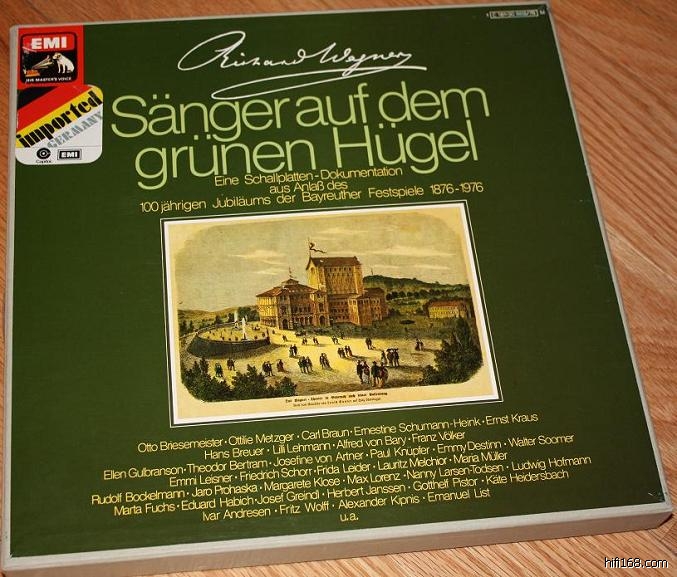 EMI
HIS MASTER'S VOICE
imported
GERMANY
Capitol EMI
Richard Wagner
Sänger auf dem
grünen Hügel
Eine Schallplatten-Dokumentation
aus Anlaß des
100jährigen Jubiläums der Bayreuther Festspiele 1876-1976
Otto Briesemeister · Ottilie Metzger · Carl Braun · Ernestine Schumann-Heink · Ernst Kraus
Hans Breuer · Lilli Lehmann · Alfred von Bary · Franz Völker
Ellen Gulbranson · Theodor Bertram · Josefine von Artner · Paul Knüpfer · Emmy Destinn · Walter Soomer
Emmi Leisner · Friedrich Schorr · Frida Leider · Lauritz Melchior · Maria Müller
Rudolf Bockelmann · Jaro Prohaska · Margarete Klose · Max Lorenz · Nanny Larsen-Todsen · Ludwig Hofmann
Marta Fuchs · Eduard Habich · Josef Greindl · Herbert Janssen · Gotthelf Pistor · Käte Heidersbach
Ivar Andresen · Fritz Wolff · Alexander Kipnis · Emanuel List
u.a.
hifi168.com